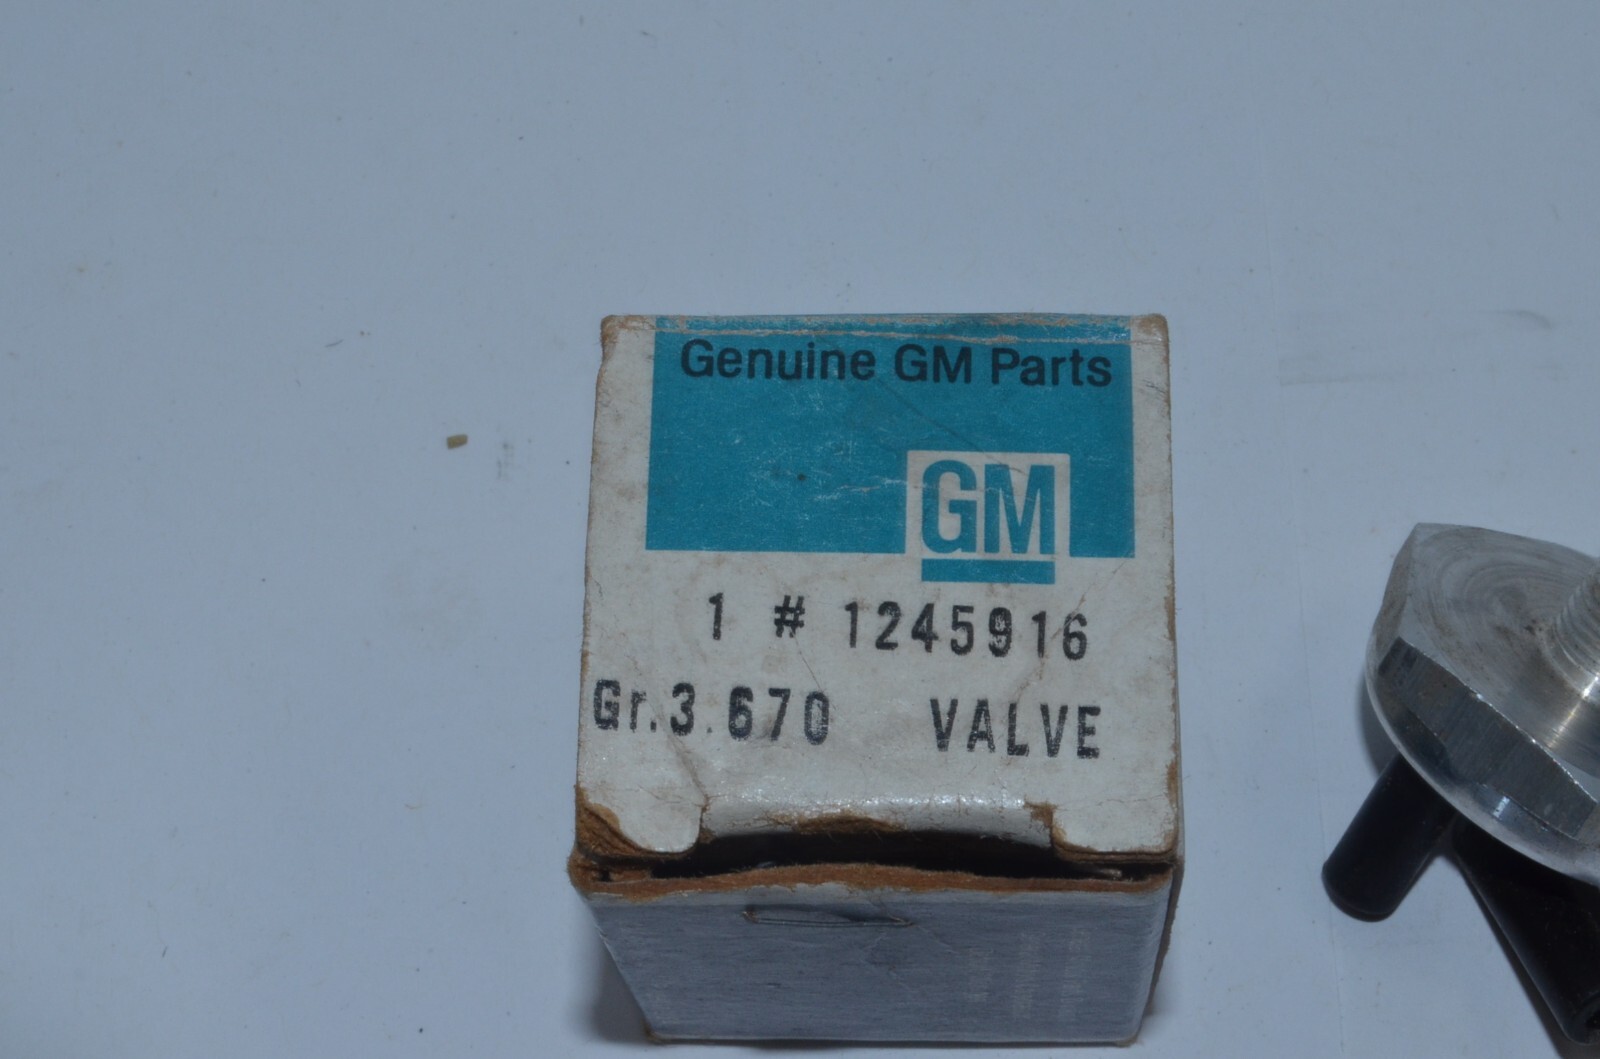 Genuine GM Parts
GM
1 # 1245916
Gr.3.670 VALVE